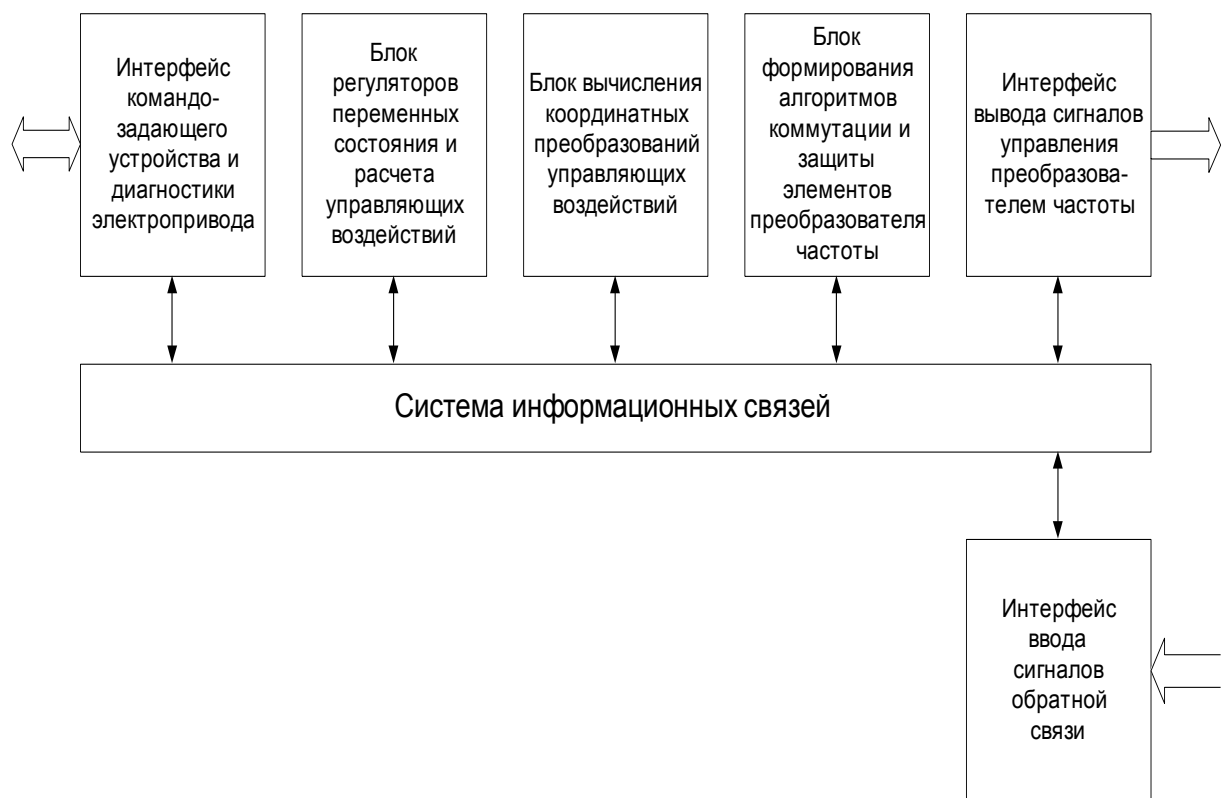 Интерфейс
командо-
задающего
устройства и
диагностики
электропривода
Блок
регуляторов
переменных
состояния и
расчета
управляющих
воздействий
Блок вычисления
координатных
преобразований
управляющих
воздействий
Блок
формирования
алгоритмов
коммутации и
защиты
элементов
преобразователя
частоты
Интерфейс
вывода сигналов
управления
преобразова-
телем частоты
Система информационных связей
Интерфейс
ввода
сигналов
обратной
связи